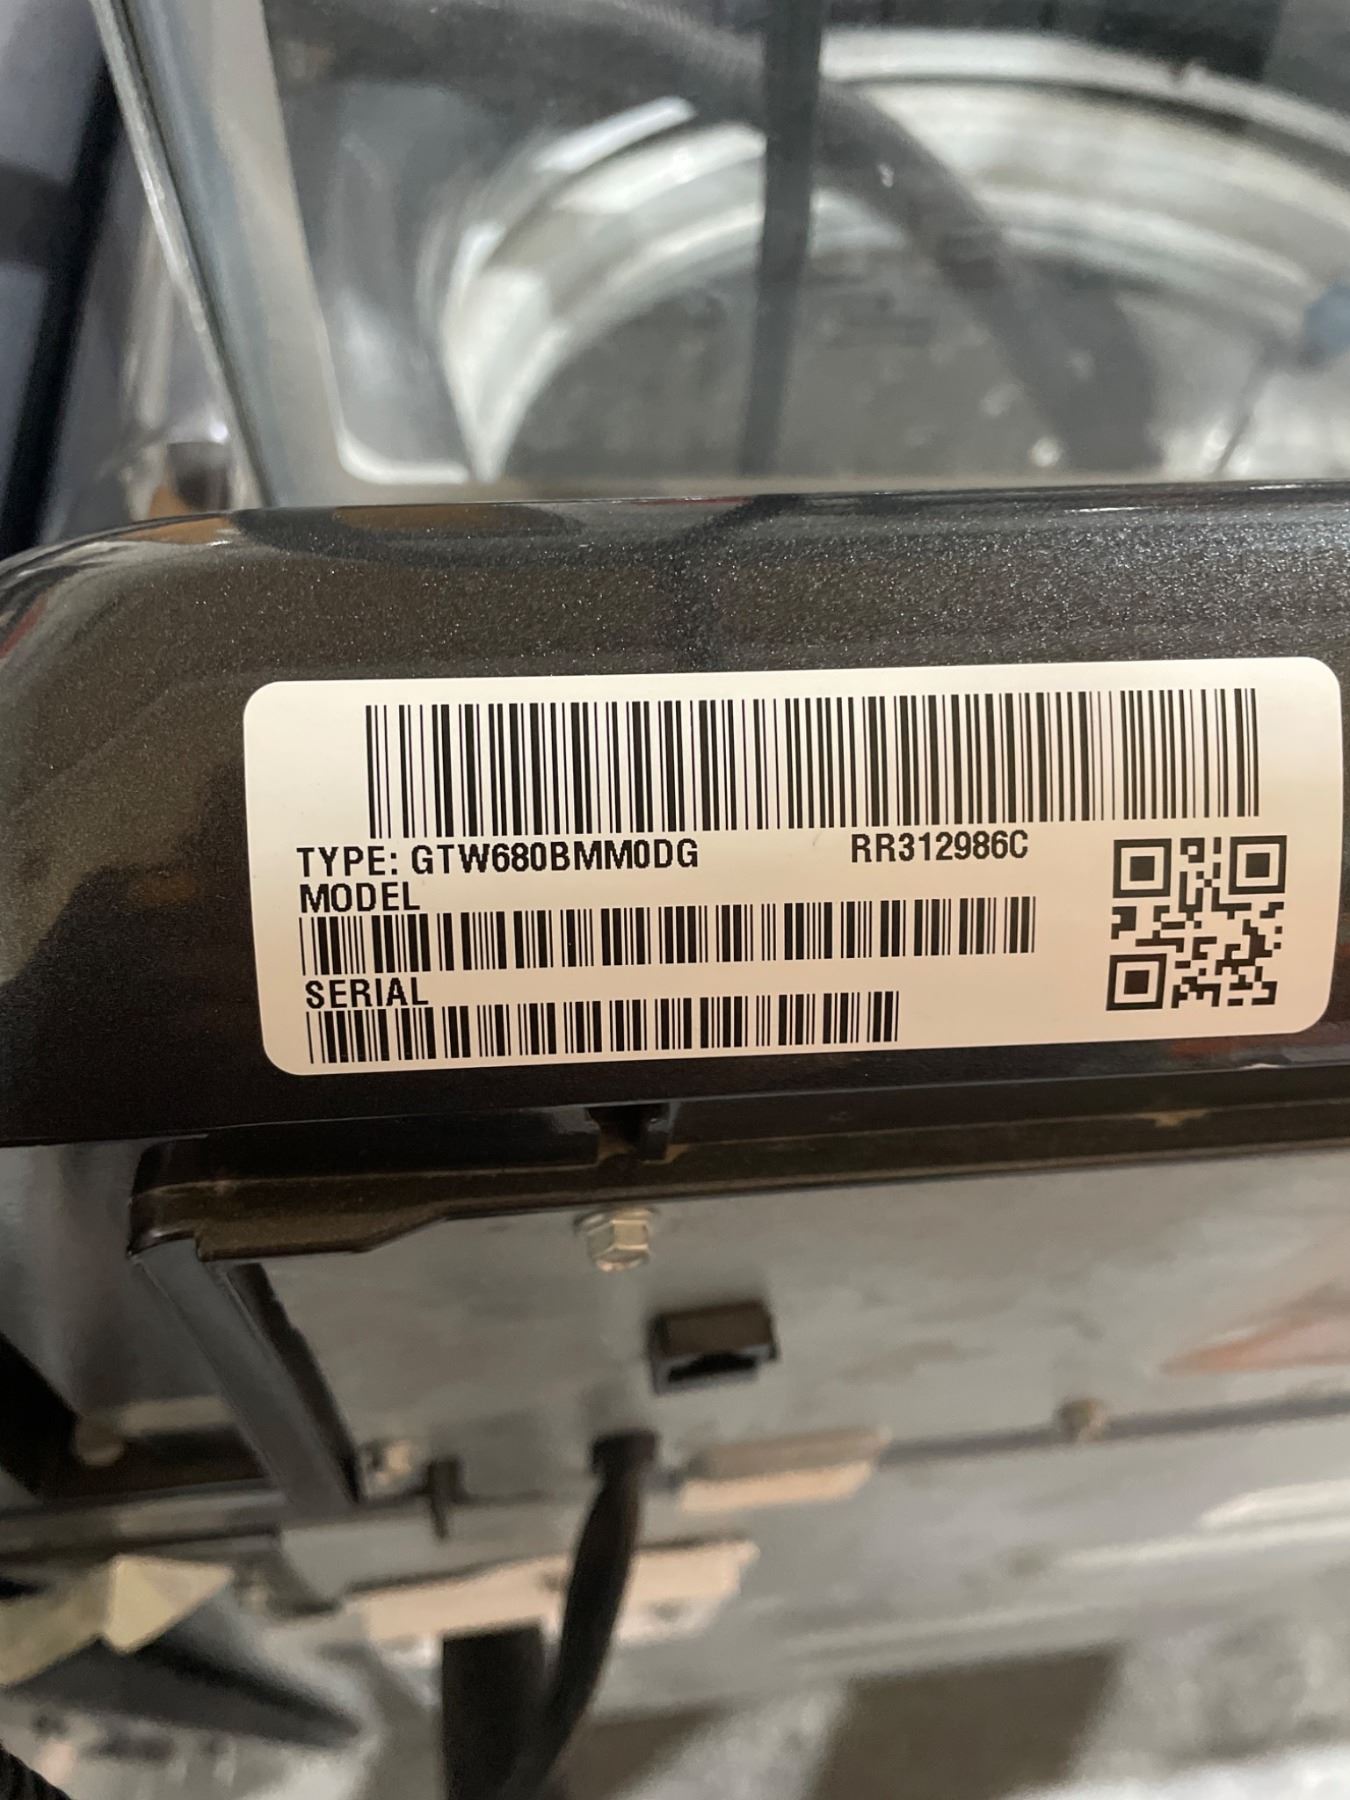 TYPE: GTW680BMM0DG RR312986C
MODEL
SERIAL